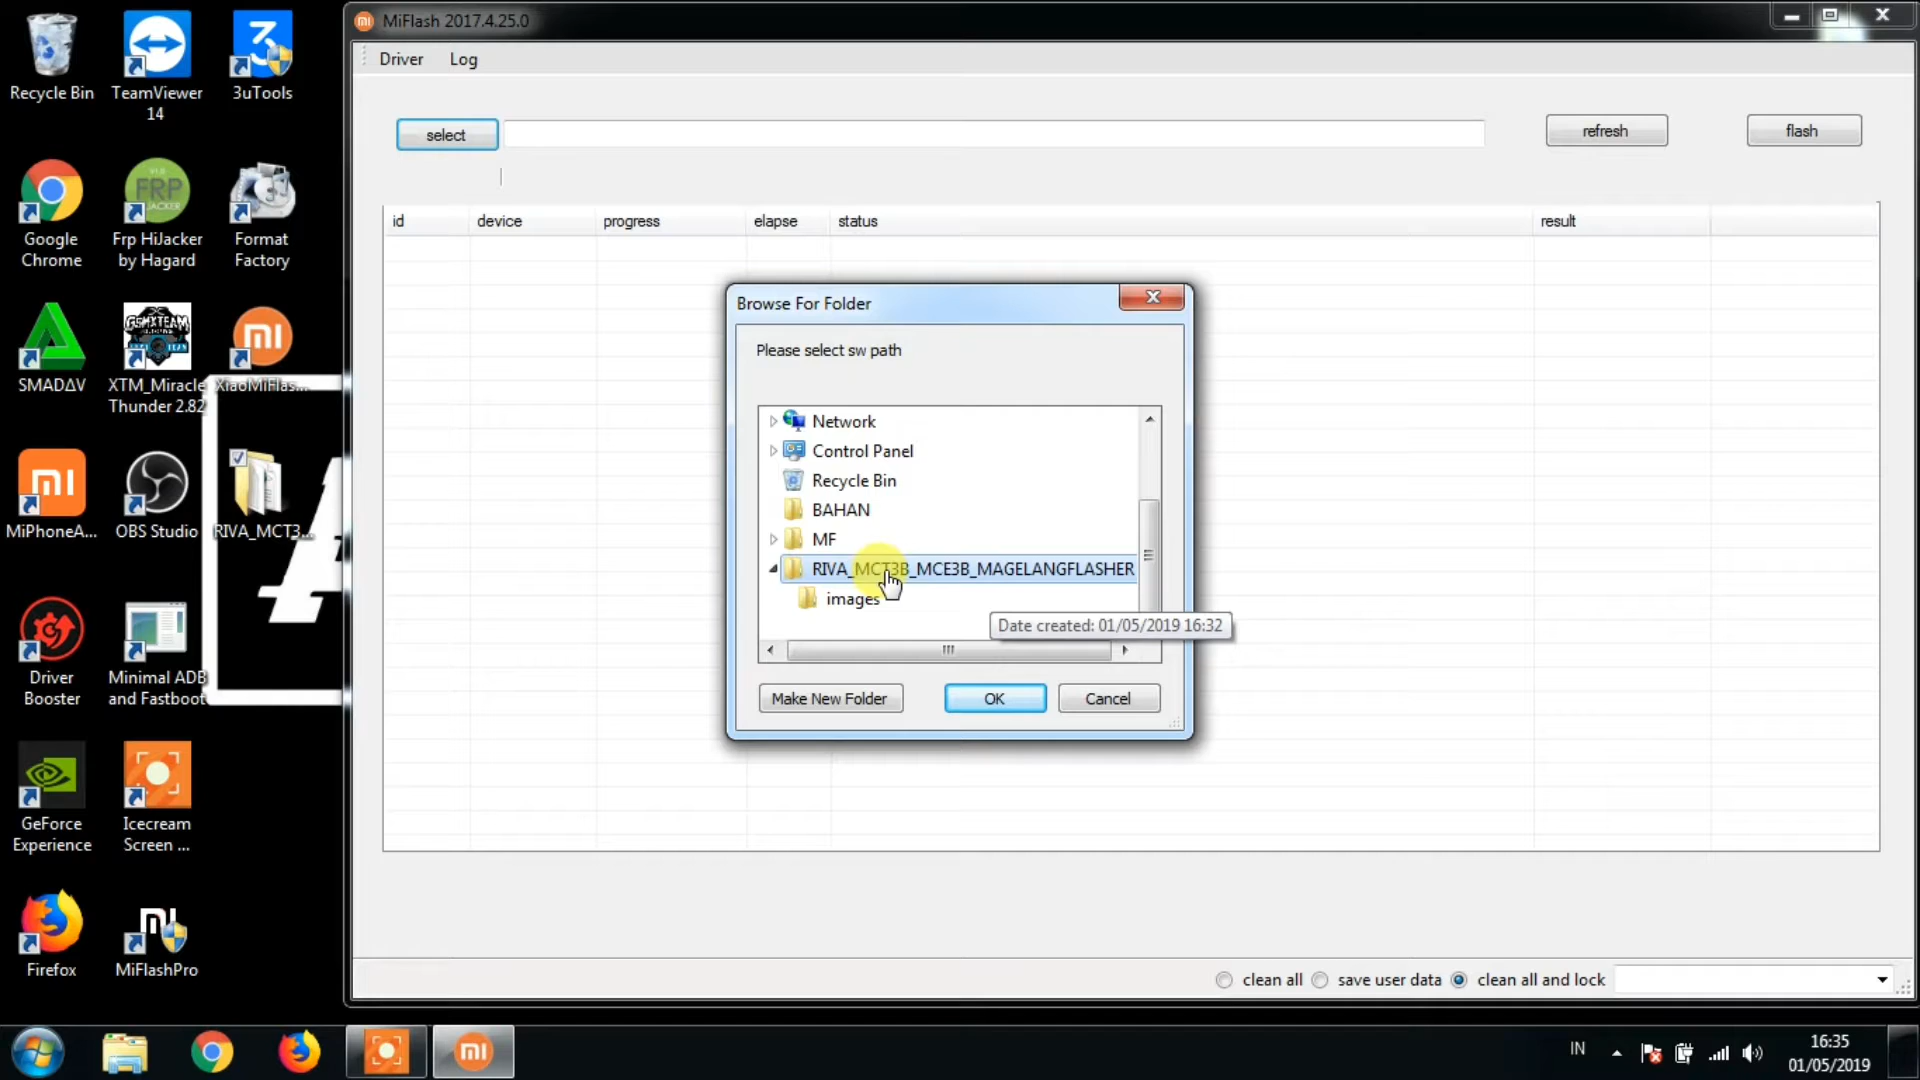 MiFlash 2017.4.25.0
Driver Log
select
refresh
flash
id device progress elapse status result
Browse For Folder
Please select sw path
Network
Control Panel
Recycle Bin
BAHAN
MF
RIVA_MCT3B_MCE3B_MAGELANGFLASHER
images
Date created: 01/05/2019 16:32
Make New Folder
OK
Cancel
clean all
save user data
clean all and lock
Recycle Bin
TeamViewer
14
3uTools
Google
Chrome
FRP
JACKER
Frp HiJacker
by Hagard
Format
Factory
SMADΔV
XTM_Miracle
Thunder 2.82
XiaoMiFlas...
MiPhoneA...
OBS Studio
RIVA_MCT3...
Driver
Booster
Minimal ADB
and Fastboot
GeForce
Experience
Icecream
Screen ...
Firefox
MiFlashPro
IN
16:35
01/05/2019